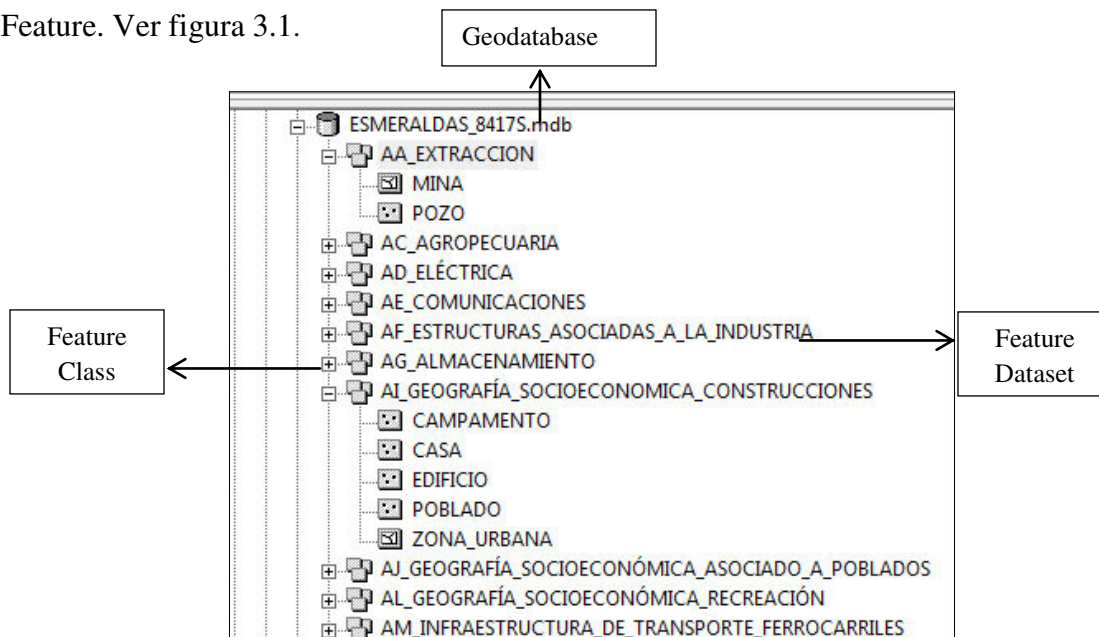 Feature. Ver figura 3.1.
Geodatabase
ESMERALDAS_8417S.mdb
AA_EXTRACCION
MINA
POZO
AC_AGROPECUARIA
AD_ELÉCTRICA
AE_COMUNICACIONES
AF_ESTRUCTURAS_ASOCIADAS_A_LA_INDUSTRIA
AG_ALMACENAMIENTO
AI_GEOGRAFÍA_SOCIOECONOMICA_CONSTRUCCIONES
CAMPAMENTO
CASA
EDIFICIO
POBLADO
ZONA_URBANA
AJ_GEOGRAFÍA_SOCIOECONÓMICA_ASOCIADO_A_POBLADOS
AL_GEOGRAFÍA_SOCIOECONÓMICA_RECREACIÓN
AM_INFRAESTRUCTURA_DE_TRANSPORTE_FERROCARRILES
Feature
Class
Feature
Dataset